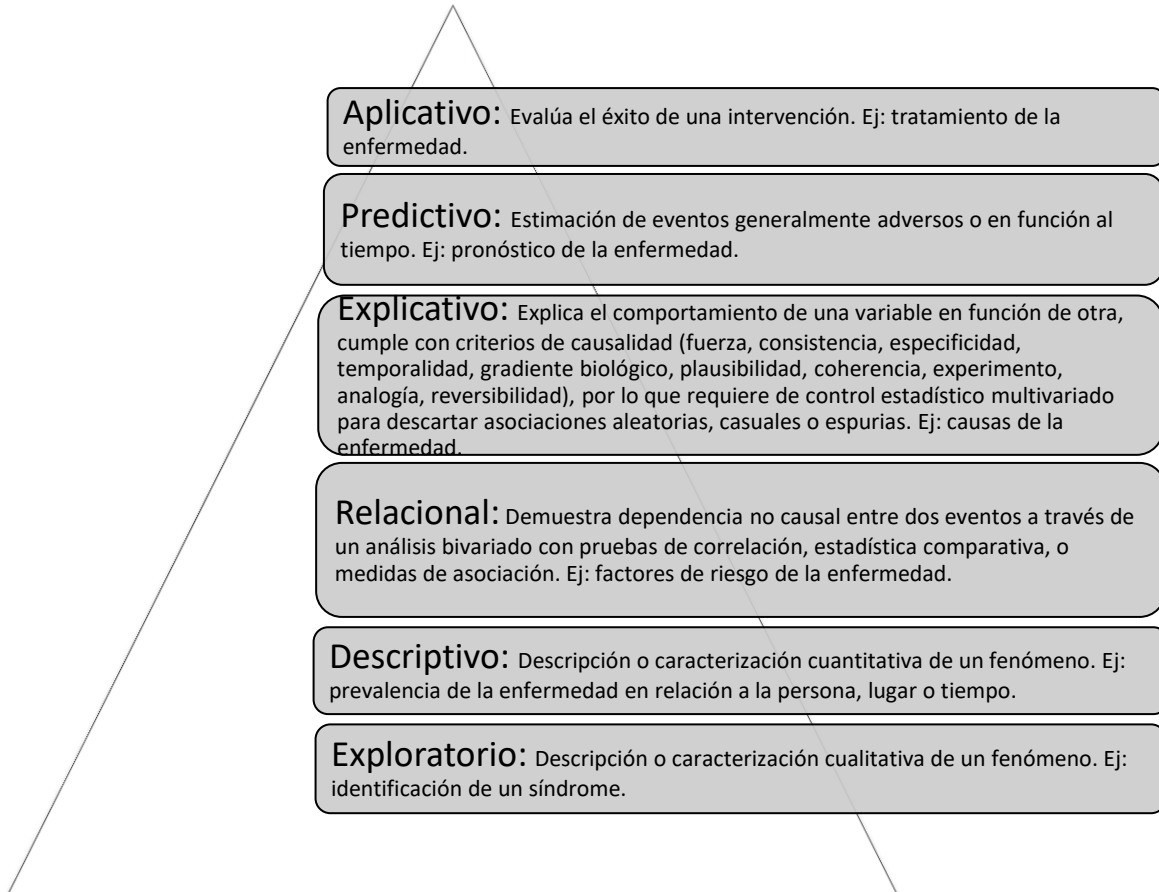 Aplicativo: Evalúa el éxito de una intervención. Ej: tratamiento de la
enfermedad.
Predictivo: Estimación de eventos generalmente adversos o en función al
tiempo. Ej: pronóstico de la enfermedad.
Explicativo: Explica el comportamiento de una variable en función de otra,
cumple con criterios de causalidad (fuerza, consistencia, especificidad,
temporalidad, gradiente biológico, plausibilidad, coherencia, experimento,
analogía, reversibilidad), por lo que requiere de control estadístico multivariado
para descartar asociaciones aleatorias, casuales o espurias. Ej: causas de la
enfermedad.
Relacional: Demuestra dependencia no causal entre dos eventos a través de
un análisis bivariado con pruebas de correlación, estadística comparativa, o
medidas de asociación. Ej: factores de riesgo de la enfermedad.
Descriptivo: Descripción o caracterización cuantitativa de un fenómeno. Ej:
prevalencia de la enfermedad en relación a la persona, lugar o tiempo.
Exploratorio: Descripción o caracterización cualitativa de un fenómeno. Ej:
identificación de un síndrome.